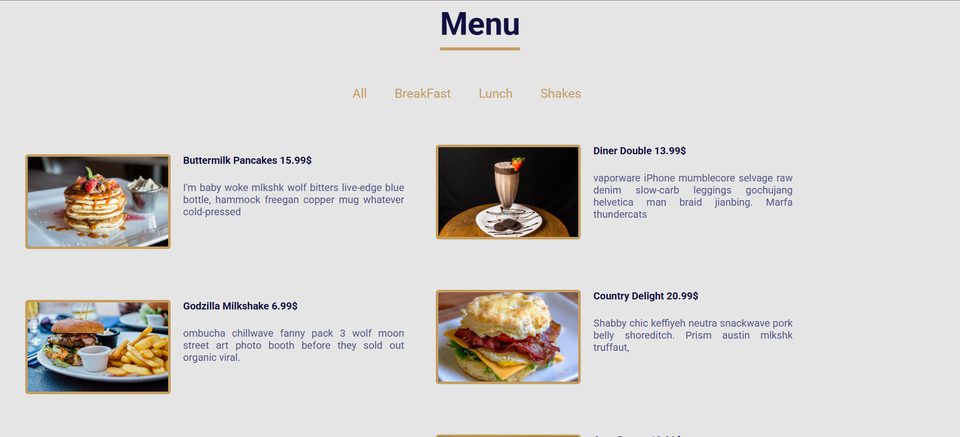 Menu
All BreakFast Lunch Shakes
Buttermilk Pancakes 15.99$
I'm baby woke mlkshk wolf bitters live-edge blue
bottle, hammock freegan copper mug whatever
cold-pressed
Diner Double 13.99$
vaporware iPhone mumblecore selvage raw
denim slow-carb leggings gochujang
helvetica man braid jianbing. Marfa
thundercats
Godzilla Milkshake 6.99$
ombucha chillwave fanny pack 3 wolf moon
street art photo booth before they sold out
organic viral.
Country Delight 20.99$
Shabby chic keffiyeh neutra snackwave pork
belly shoreditch. Prism austin mlkshk
truffaut,